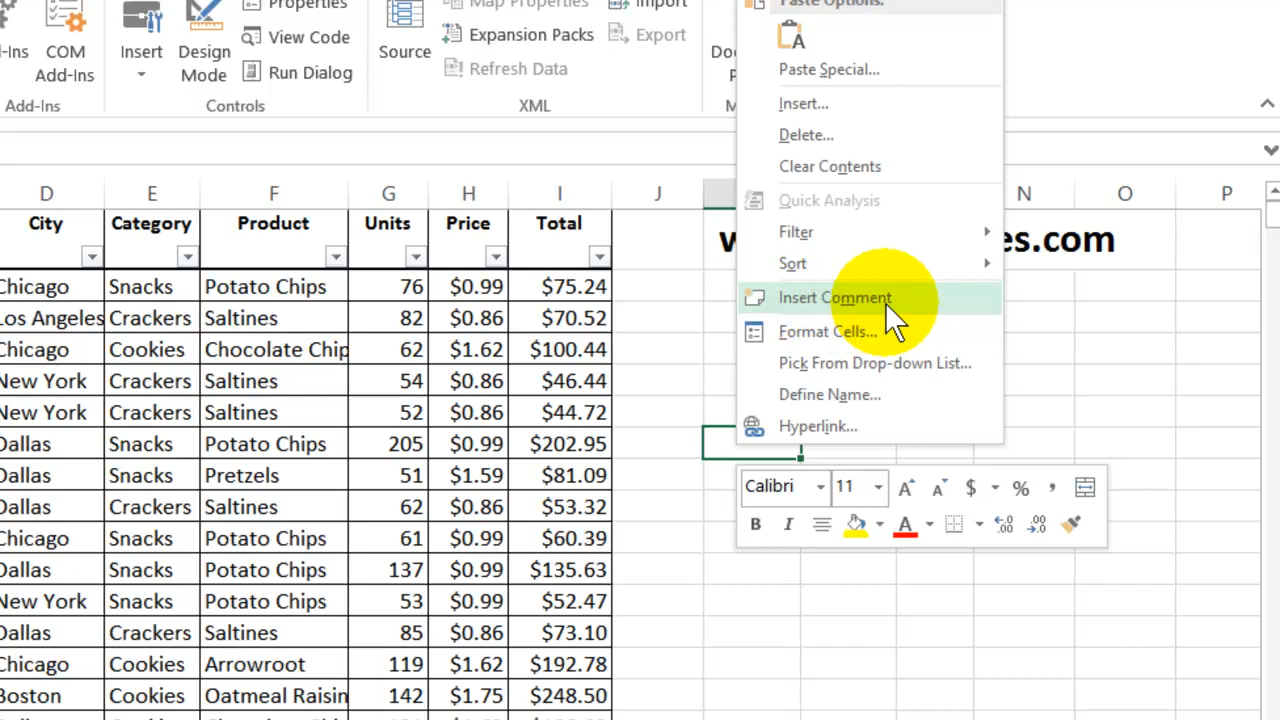 Properties
Map Properties
Import
Paste Options:
-Ins
COM
Add-Ins
Insert
Design
Mode
View Code
Run Dialog
Source
Expansion Packs
Refresh Data
Export
Paste Special...
Add-Ins
Controls
XML
Insert...
Delete...
Clear Contents
Quick Analysis
Filter
Sort
Insert Comment
Format Cells...
Pick From Drop-down List...
Define Name...
Hyperlink...
D E F G H I J N O P
City Category Product Units Price Total
es.com
Chicago Snacks Potato Chips 76 $0.99 $75.24
Los Angeles Crackers Saltines 82 $0.86 $70.52
Chicago Cookies Chocolate Chip 62 $1.62 $100.44
New York Crackers Saltines 54 $0.86 $46.44
New York Crackers Saltines 52 $0.86 $44.72
Dallas Snacks Potato Chips 205 $0.99 $202.95
Dallas Snacks Pretzels 51 $1.59 $81.09
Dallas Crackers Saltines 62 $0.86 $53.32
Chicago Snacks Potato Chips 61 $0.99 $60.39
Dallas Snacks Potato Chips 137 $0.99 $135.63
New York Snacks Potato Chips 53 $0.99 $52.47
Dallas Crackers Saltines 85 $0.86 $73.10
Chicago Cookies Arrowroot 119 $1.62 $192.78
Boston Cookies Oatmeal Raisin 142 $1.75 $248.50
Calibri 11 A A $ % ,
B I A .00 .00